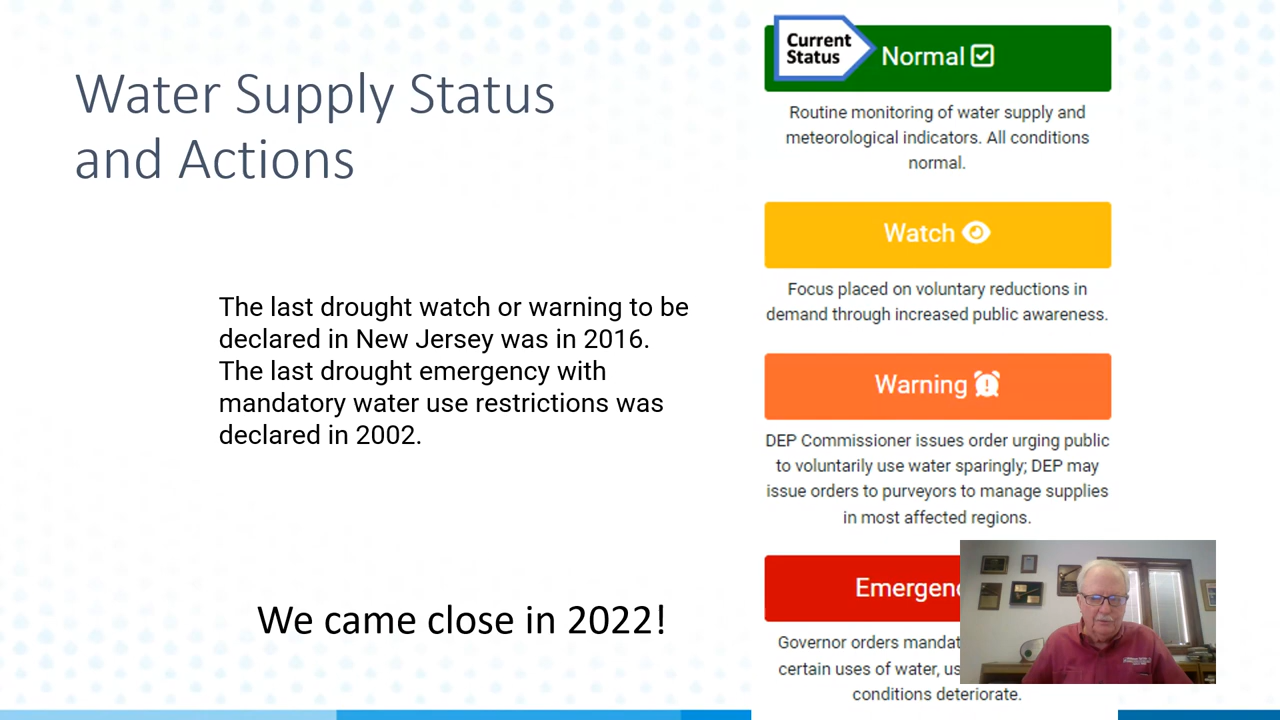 Water Supply Status
and Actions
The last drought watch or warning to be
declared in New Jersey was in 2016.
The last drought emergency with
mandatory water use restrictions was
declared in 2002.
We came close in 2022!
Current
Status
Normal
Routine monitoring of water supply and
meteorological indicators. All conditions
normal.
Watch
Focus placed on voluntary reductions in
demand through increased public awareness.
Warning
DEP Commissioner issues order urging public
to voluntarily use water sparingly; DEP may
issue orders to purveyors to manage supplies
in most affected regions.
Emergenc
Governor orders mandat
certain uses of water, us
conditions deteriorate.